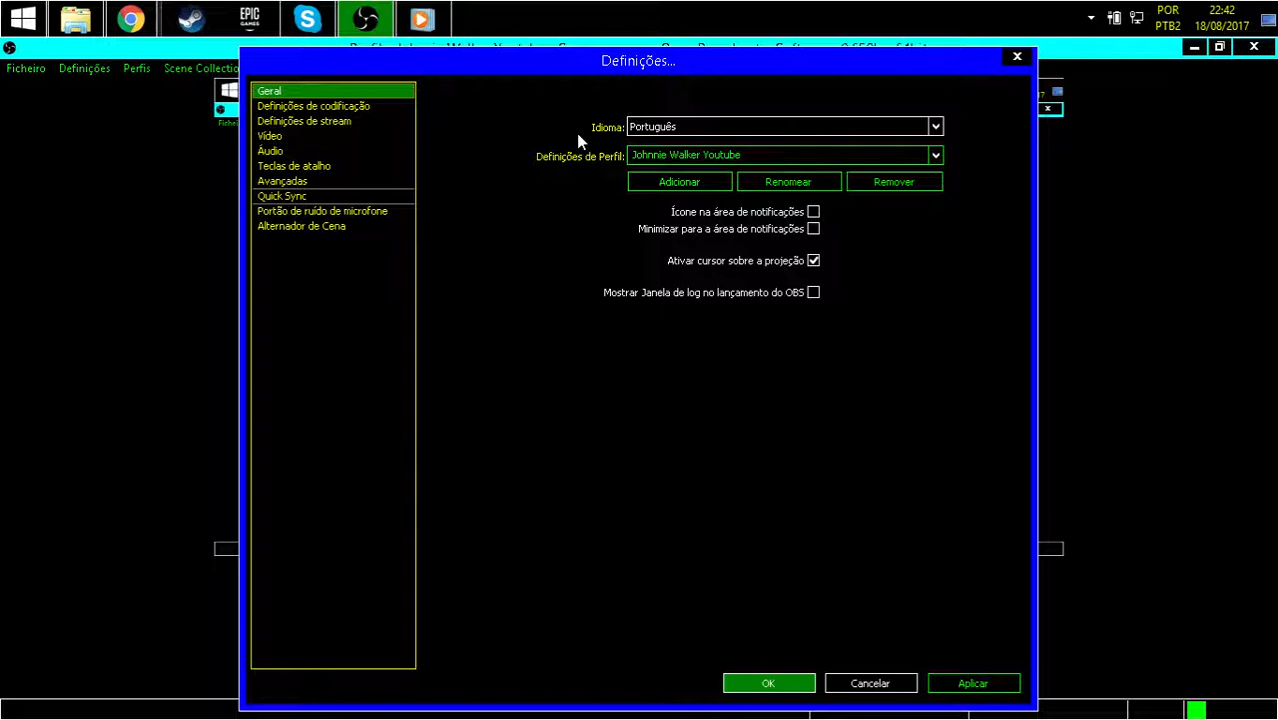 EPIC
GAMES
POR
PTB2
22:42
18/08/2017
Definições...
Ficheiro
Definições
Perfis
Scene Collectio
Geral
Definições de codificação
Definições de stream
Vídeo
Áudio
Teclas de atalho
Avançadas
Quick Sync
Portão de ruído de microfone
Alternador de Cena
Idioma: Português
Definições de Perfil: Johnnie Walker Youtube
Adicionar
Renomear
Remover
Ícone na área de notificações
Minimizar para a área de notificações
Ativar cursor sobre a projeção
Mostrar Janela de log no lançamento do OBS
OK
Cancelar
Aplicar